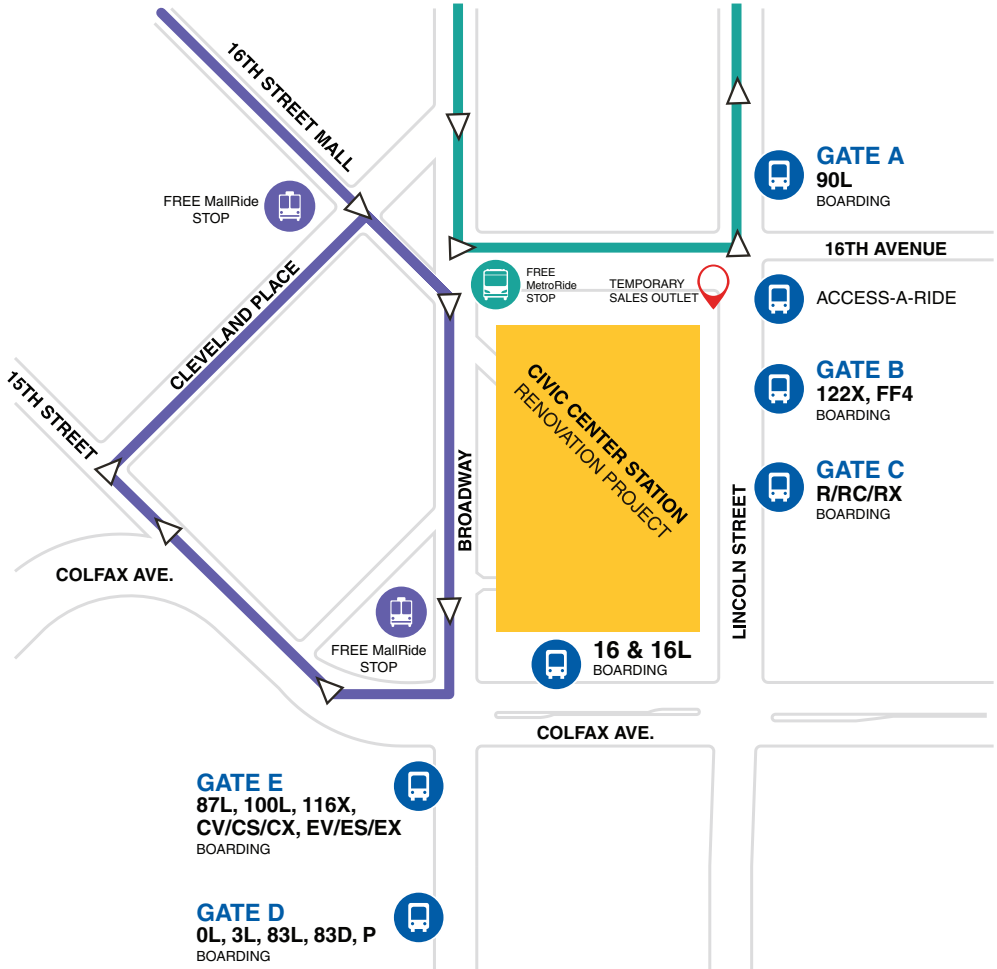 16TH STREET MALL
FREE MallRide
STOP
CLEVELAND PLACE
15TH STREET
COLFAX AVE.
FREE MallRide
STOP
BROADWAY
FREE
MetroRide
STOP
TEMPORARY
SALES OUTLET
CIVIC CENTER STATION
RENOVATION PROJECT
LINCOLN STREET
GATE A
90L
BOARDING
16TH AVENUE
ACCESS-A-RIDE
GATE B
122X, FF4
BOARDING
GATE C
R/RC/RX
BOARDING
16 & 16L
BOARDING
COLFAX AVE.
GATE E
87L, 100L, 116X,
CV/CS/CX, EV/ES/EX
BOARDING
GATE D
0L, 3L, 83L, 83D, P
BOARDING